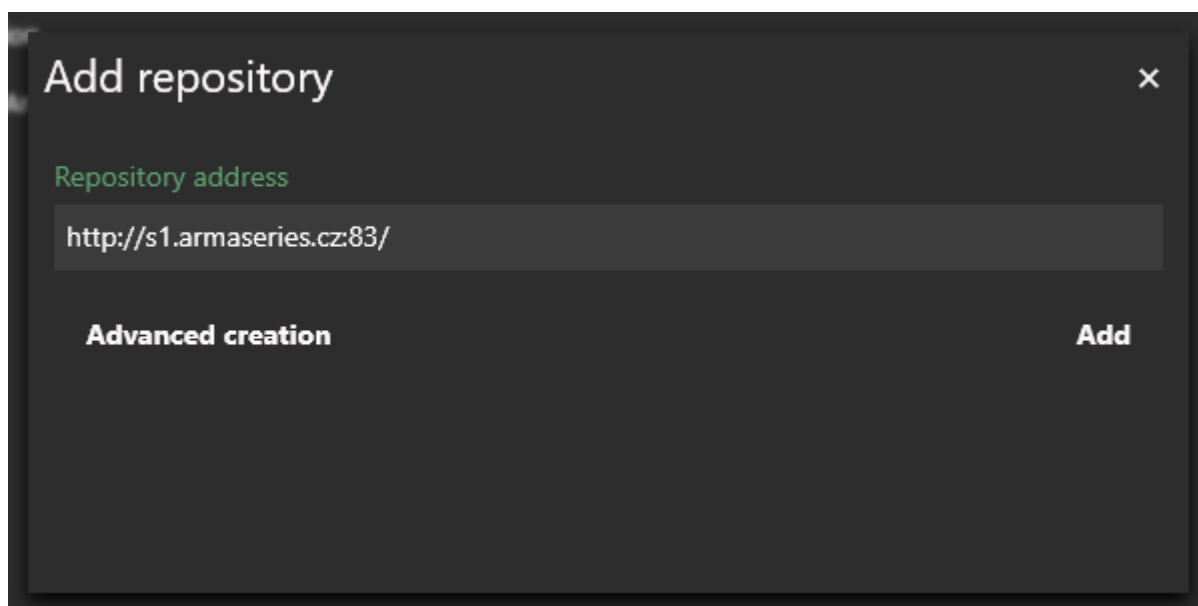 Add repository ×
Repository address
http://s1.armaseries.cz:83/
Advanced creation Add